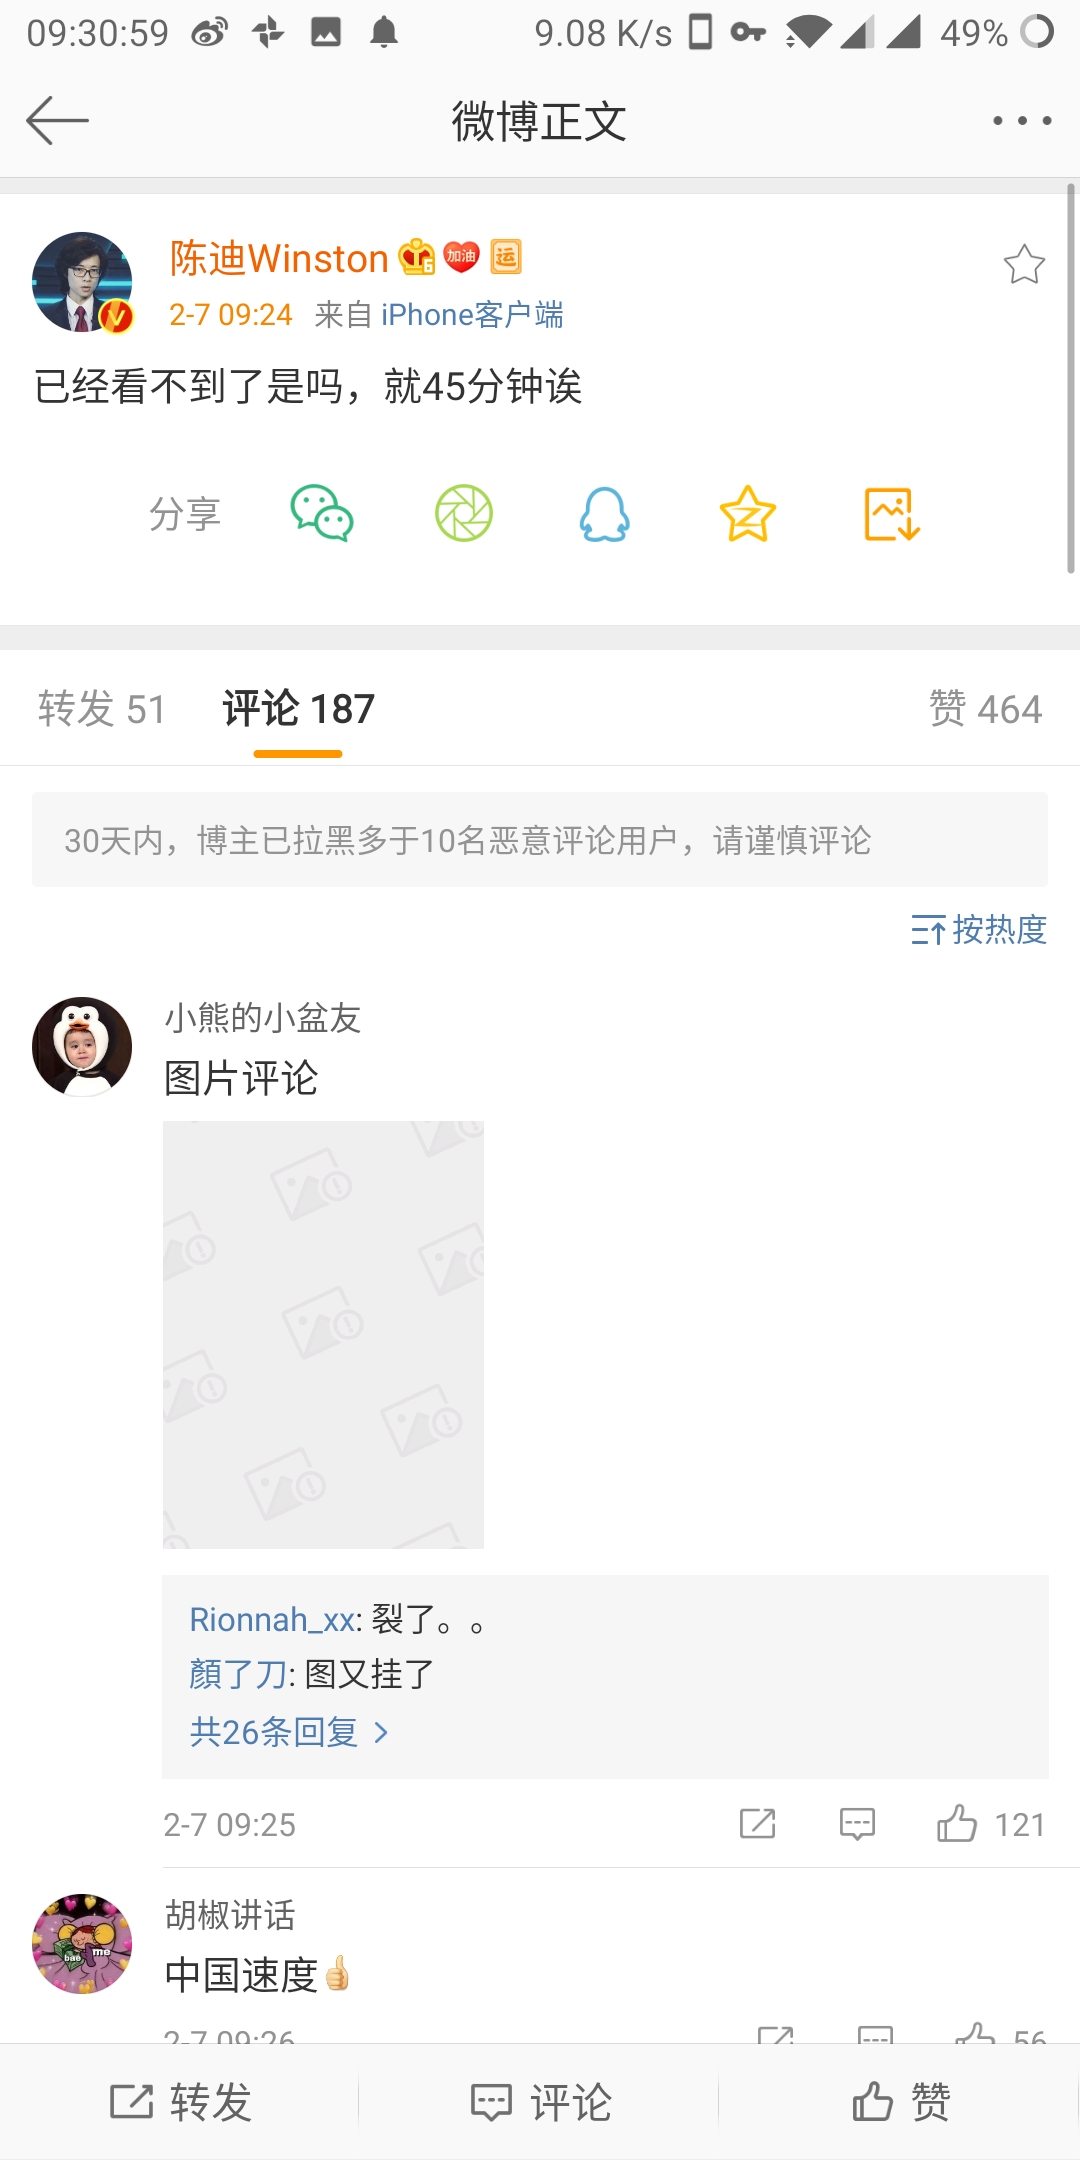 09:30:59 9.08 K/s 49%
微博正文
陈迪Winston 6 加油 运
2-7 09:24 来自 iPhone客户端
已经看不到了是吗，就45分钟诶
分享
转发 51 评论 187 赞 464
30天内，博主已拉黑多于10名恶意评论用户，请谨慎评论
按热度
小熊的小盆友
图片评论
Rionnah_xx: 裂了。。
顏了刀: 图又挂了
共26条回复
2-7 09:25 121
胡椒讲话
bae me
中国速度
2-7 09:26 56
转发 评论 赞